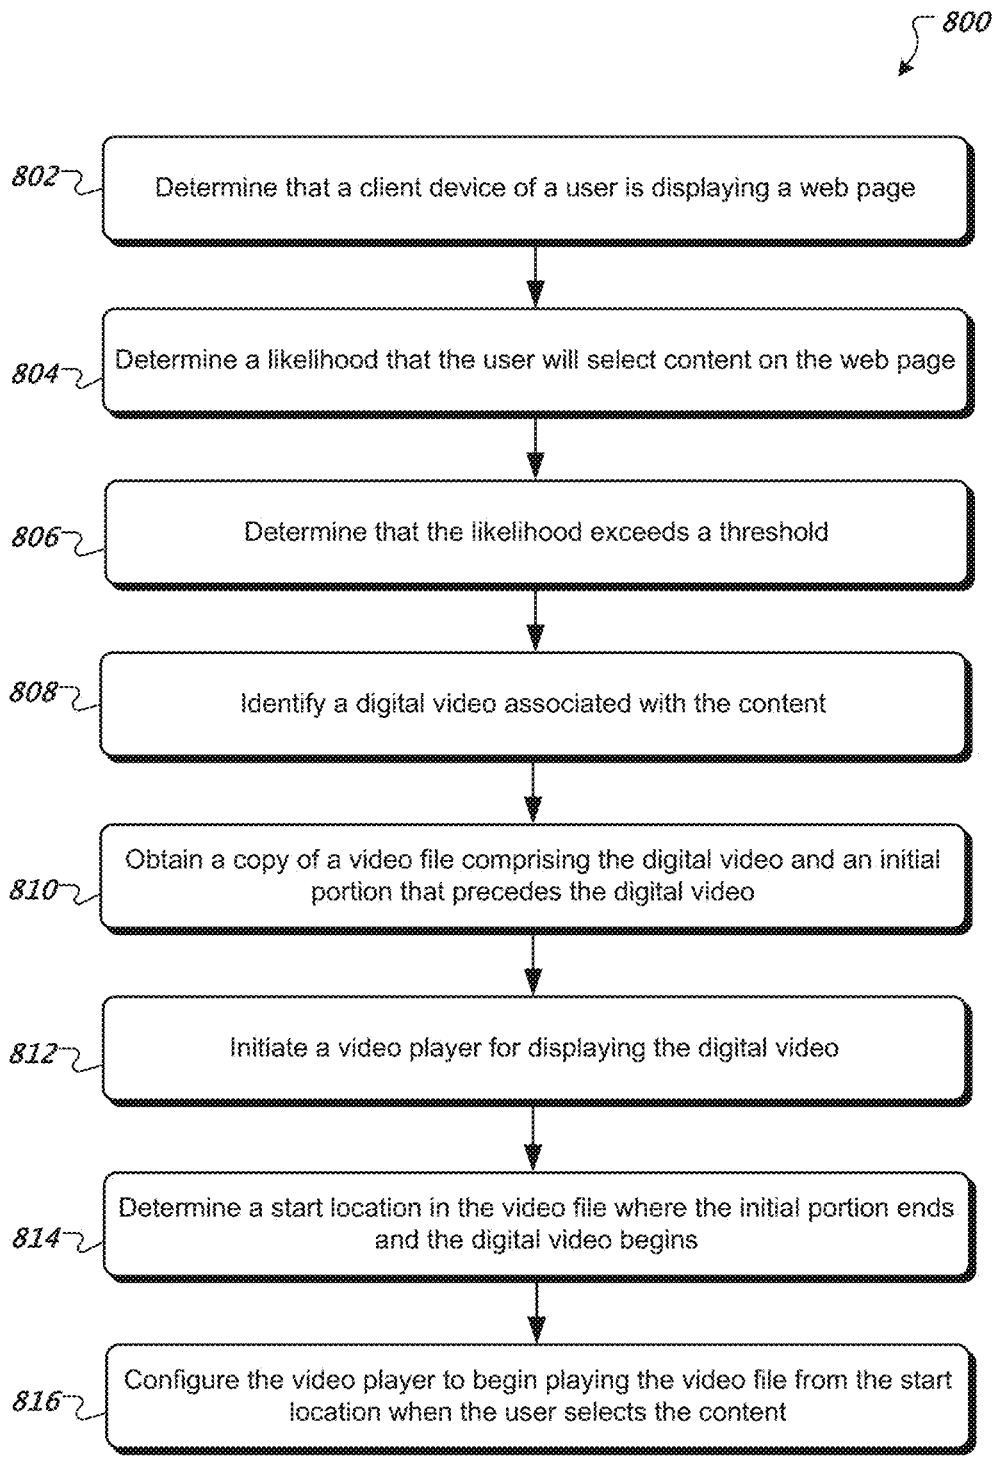 800
802
Determine that a client device of a user is displaying a web page
804
Determine a likelihood that the user will select content on the web page
806
Determine that the likelihood exceeds a threshold
808
Identify a digital video associated with the content
810
Obtain a copy of a video file comprising the digital video and an initial
portion that precedes the digital video
812
Initiate a video player for displaying the digital video
814
Determine a start location in the video file where the initial portion ends
and the digital video begins
816
Configure the video player to begin playing the video file from the start
location when the user selects the content